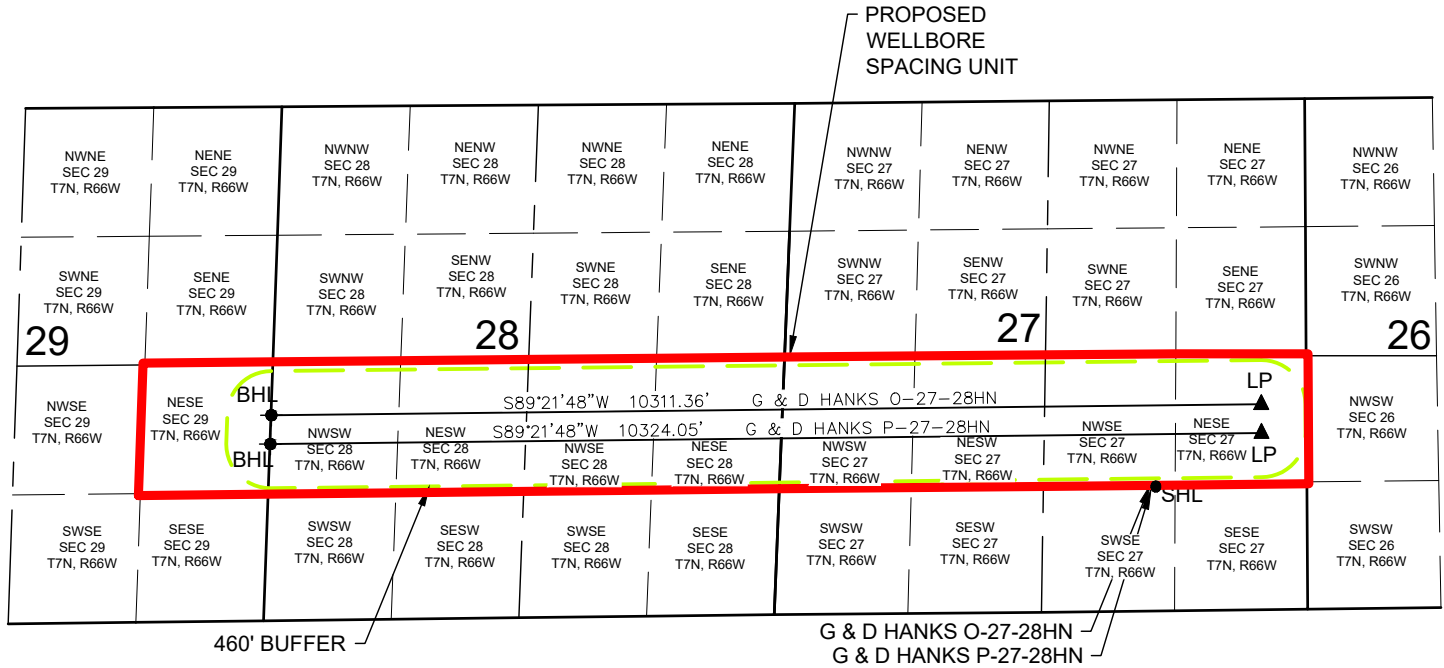 PROPOSED
WELLBORE
SPACING UNIT
NWNE
SEC 29
T7N, R66W
NENE
SEC 29
T7N, R66W
NWNW
SEC 28
T7N, R66W
NENW
SEC 28
T7N, R66W
NWNE
SEC 28
T7N, R66W
NENE
SEC 28
T7N, R66W
NWNW
SEC 27
T7N, R66W
NENW
SEC 27
T7N, R66W
NWNE
SEC 27
T7N, R66W
NENE
SEC 27
T7N, R66W
NWNW
SEC 26
T7N, R66W
SWNE
SEC 29
T7N, R66W
SENE
SEC 29
T7N, R66W
SWNW
SEC 28
T7N, R66W
SENW
SEC 28
T7N, R66W
SWNE
SEC 28
T7N, R66W
SENE
SEC 28
T7N, R66W
SWNW
SEC 27
T7N, R66W
SENW
SEC 27
T7N, R66W
SWNE
SEC 27
T7N, R66W
SENE
SEC 27
T7N, R66W
SWNW
SEC 26
T7N, R66W
29
28
27
26
BHL
S89°21'48"W 10311.36' G & D HANKS O-27-28HN
LP
BHL
S89°21'48"W 10324.05' G & D HANKS P-27-28HN
LP
NWSE
SEC 29
T7N, R66W
NESE
SEC 29
T7N, R66W
NWSW
SEC 28
T7N, R66W
NESW
SEC 28
T7N, R66W
NWSE
SEC 28
T7N, R66W
NESE
SEC 28
T7N, R66W
NWSW
SEC 27
T7N, R66W
NESW
SEC 27
T7N, R66W
NWSE
SEC 27
T7N, R66W
NESE
SEC 27
T7N, R66W
NWSW
SEC 26
T7N, R66W
SHL
SWSE
SEC 29
T7N, R66W
SESE
SEC 29
T7N, R66W
SWSW
SEC 28
T7N, R66W
SESW
SEC 28
T7N, R66W
SWSE
SEC 28
T7N, R66W
SESE
SEC 28
T7N, R66W
SWSW
SEC 27
T7N, R66W
SESW
SEC 27
T7N, R66W
SWSE
SEC 27
T7N, R66W
SESE
SEC 27
T7N, R66W
SWSW
SEC 26
T7N, R66W
460' BUFFER
G & D HANKS O-27-28HN
G & D HANKS P-27-28HN